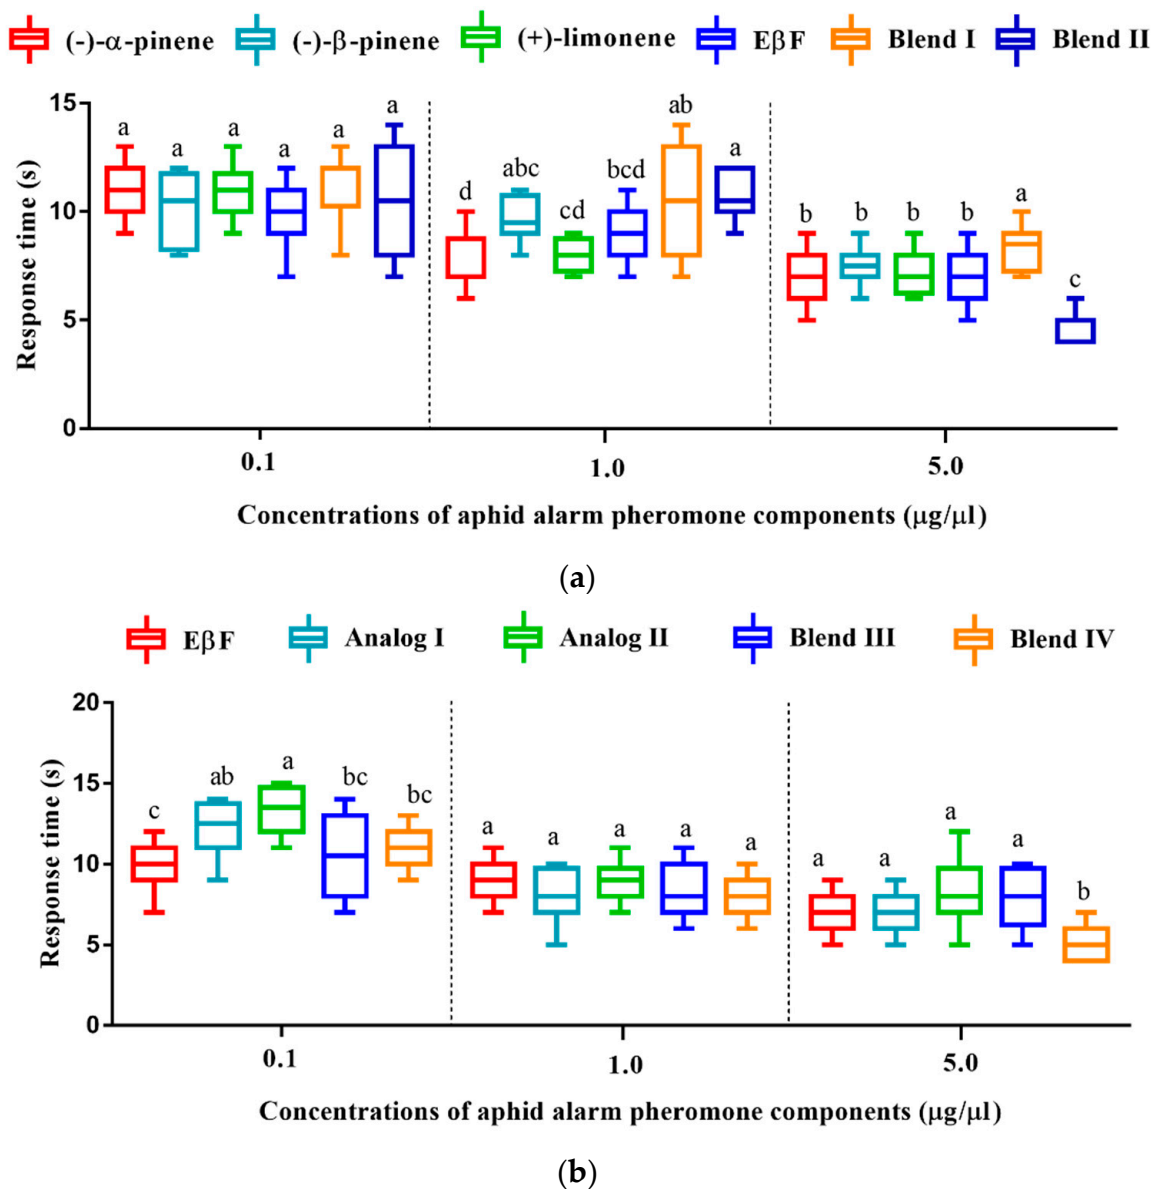 (-)-α-pinene (-)-β-pinene (+)-limonene EβF Blend I Blend II
15
10
5
0
Response time (s)
a a a a a a
d abc cd bcd ab a
b b b b a c
0.1 1.0 5.0
Concentrations of aphid alarm pheromone components (μg/μl)
(a)
EβF Analog I Analog II Blend III Blend IV
20
15
10
5
0
Response time (s)
c ab a bc bc
a a a a a
a a a a b
0.1 1.0 5.0
Concentrations of aphid alarm pheromone components (μg/μl)
(b)